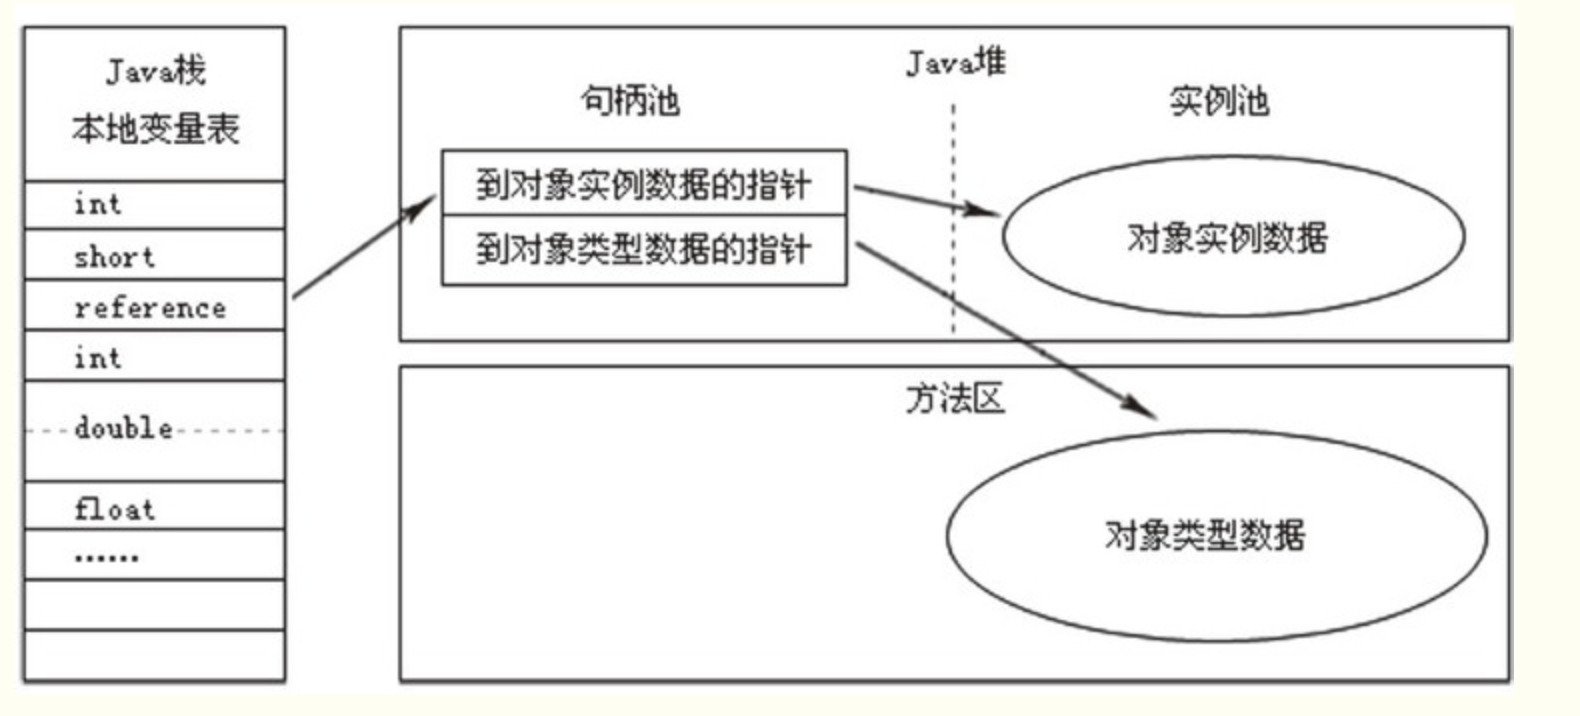 Java栈
本地变量表
int
short
reference
int
double
float
......
Java堆
句柄池
实例池
到对象实例数据的指针
到对象类型数据的指针
对象实例数据
方法区
对象类型数据